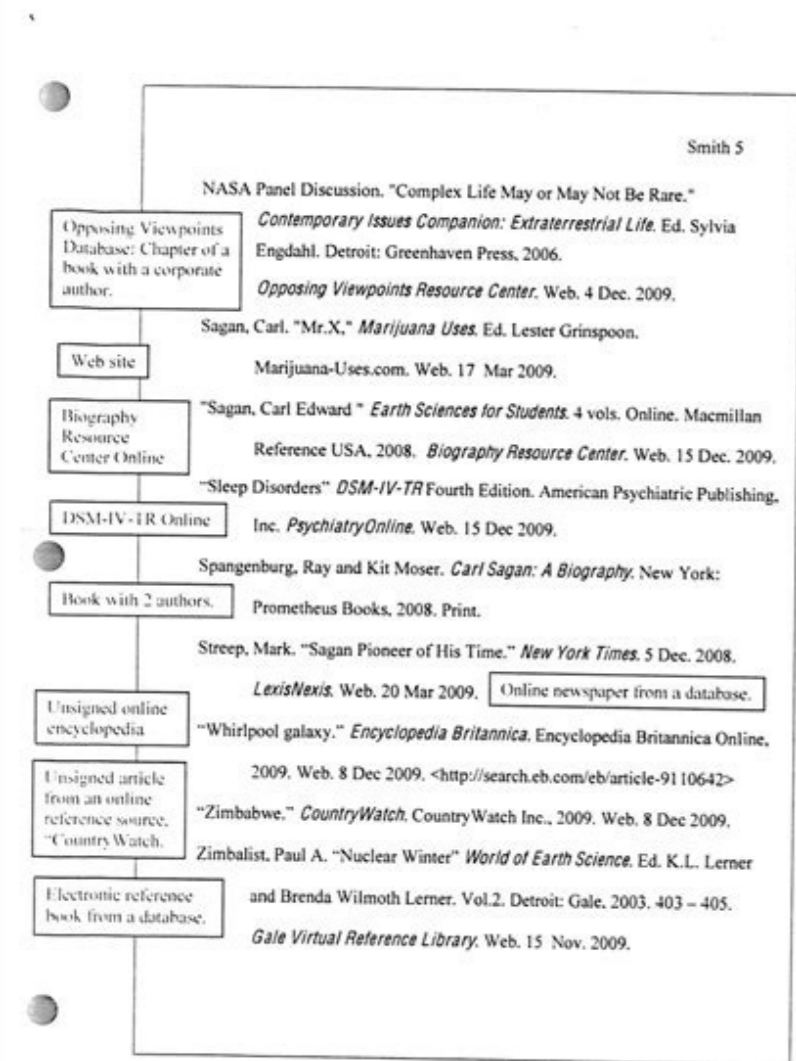 Smith 5
NASA Panel Discussion. "Complex Life May or May Not Be Rare."
Contemporary Issues Companion: Extraterrestrial Life. Ed. Sylvia
Engdahl. Detroit: Greenhaven Press, 2006.
Opposing Viewpoints Resource Center. Web. 4 Dec. 2009.
Opposing Viewpoints
Database: Chapter of a
book with a corporate
author.
Sagan, Carl. "Mr.X," Marijuana Uses. Ed. Lester Grinspoon.
Marijuana-Uses.com. Web. 17 Mar 2009.
Web site
"Sagan, Carl Edward " Earth Sciences for Students. 4 vols. Online. Macmillan
Reference USA, 2008. Biography Resource Center. Web. 15 Dec. 2009.
Biography
Resource
Center Online
"Sleep Disorders" DSM-IV-TR Fourth Edition. American Psychiatric Publishing,
Inc. PsychiatryOnline. Web. 15 Dec 2009.
DSM-IV-TR Online
Spangenburg, Ray and Kit Moser. Carl Sagan: A Biography. New York:
Prometheus Books, 2008. Print.
Book with 2 authors.
Streep, Mark. "Sagan Pioneer of His Time." New York Times. 5 Dec. 2008.
LexisNexis. Web. 20 Mar 2009.
Online newspaper from a database.
"Whirlpool galaxy." Encyclopedia Britannica. Encyclopedia Britannica Online,
2009. Web. 8 Dec 2009. <http://search.eb.com/eb/article-9110642>
Unsigned online
encyclopedia
"Zimbabwe." CountryWatch. CountryWatch Inc., 2009. Web. 8 Dec 2009.
Unsigned article
from an online
reference source,
"Country Watch.
Zimbalist, Paul A. "Nuclear Winter" World of Earth Science. Ed. K.L. Lerner
and Brenda Wilmoth Lerner. Vol.2. Detroit: Gale, 2003. 403 – 405.
Gale Virtual Reference Library. Web. 15 Nov. 2009.
Electronic reference
book from a database.